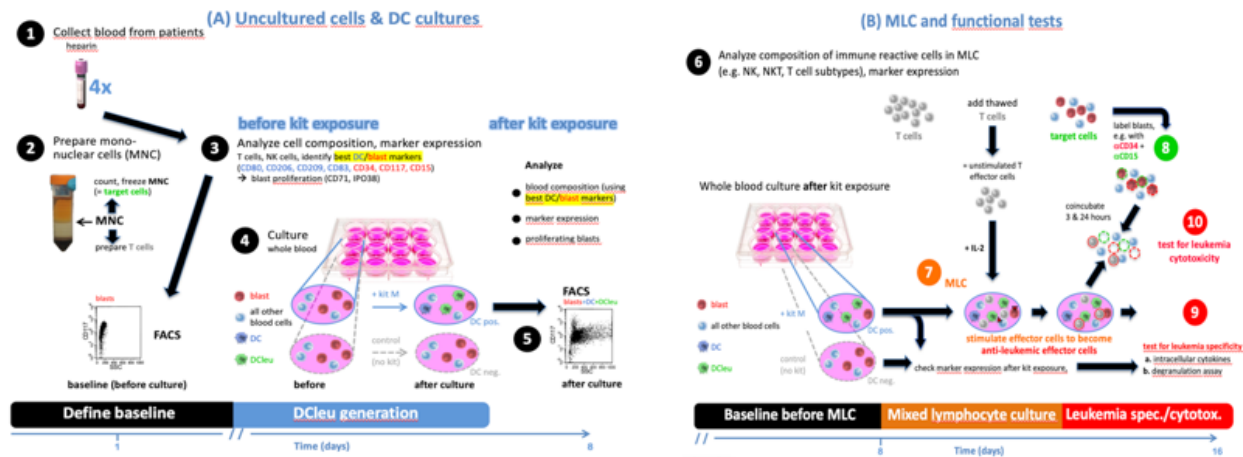 (A) Uncultured cells & DC cultures
1
Collect blood from patients
heparin
4x
2
Prepare mono-
nuclear cells (MNC)
count, freeze MNC
(= target cells)
MNC
prepare T cells
3
before kit exposure
Analyze cell composition, marker expression
T cells, NK cells, identify best DC/blast markers
(CD80, CD206, CD209, CD83, CD34, CD117, CD15)
→ blast proliferation (CD71, IPO38)
after kit exposure
Analyze
blood composition (using
best DC/blast markers)
marker expression
proliferating blasts
4
Culture
whole blood
blast
all other
blood cells
DC
DCleu
+ kit M
control
(no kit)
DC pos.
DC neg.
before
after culture
5
FACS
blasts+DC+DCleu
CD117
SSC
after culture
blasts
CD117
SSC
FACS
baseline (before culture)
Define baseline
DCleu generation
1
Time (days)
8
(B) MLC and functional tests
6
Analyze composition of immune reactive cells in MLC
(e.g. NK, NKT, T cell subtypes), marker expression
T cells
add thawed
T cells
+ unstimulated T
effector cells
+ IL-2
target cells
label blasts,
e.g. with
αCD34 +
αCD15
8
coincubate
3 & 24 hours
10
test for leukemia
cytotoxicity
Whole blood culture after kit exposure
7
MLC
blast
all other blood cells
DC
DCleu
+ kit M
control
(no kit)
DC pos.
DC neg.
stimulate effector cells to become
anti-leukemic effector cells
check marker expression after kit exposure,
9
test for leukemia specificity
a. intracellular cytokines
b. degranulation assay
Baseline before MLC
Mixed lymphocyte culture
Leukemia spec./cytotox.
8
Time (days)
16